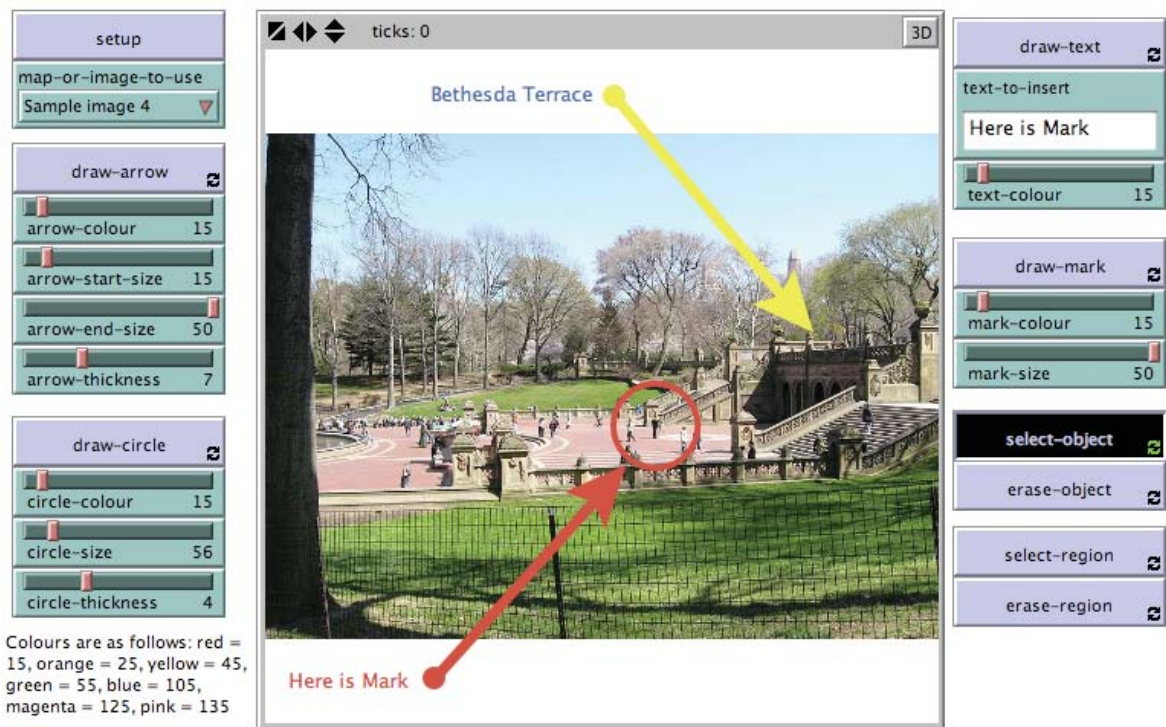 setup
map-or-image-to-use
Sample image 4
draw-arrow
arrow-colour 15
arrow-start-size 15
arrow-end-size 50
arrow-thickness 7
draw-circle
circle-colour 15
circle-size 56
circle-thickness 4
Colours are as follows: red =
15, orange = 25, yellow = 45,
green = 55, blue = 105,
magenta = 125, pink = 135
ticks: 0
3D
Bethesda Terrace
Here is Mark
draw-text
text-to-insert
Here is Mark
text-colour 15
draw-mark
mark-colour 15
mark-size 50
select-object
erase-object
select-region
erase-region